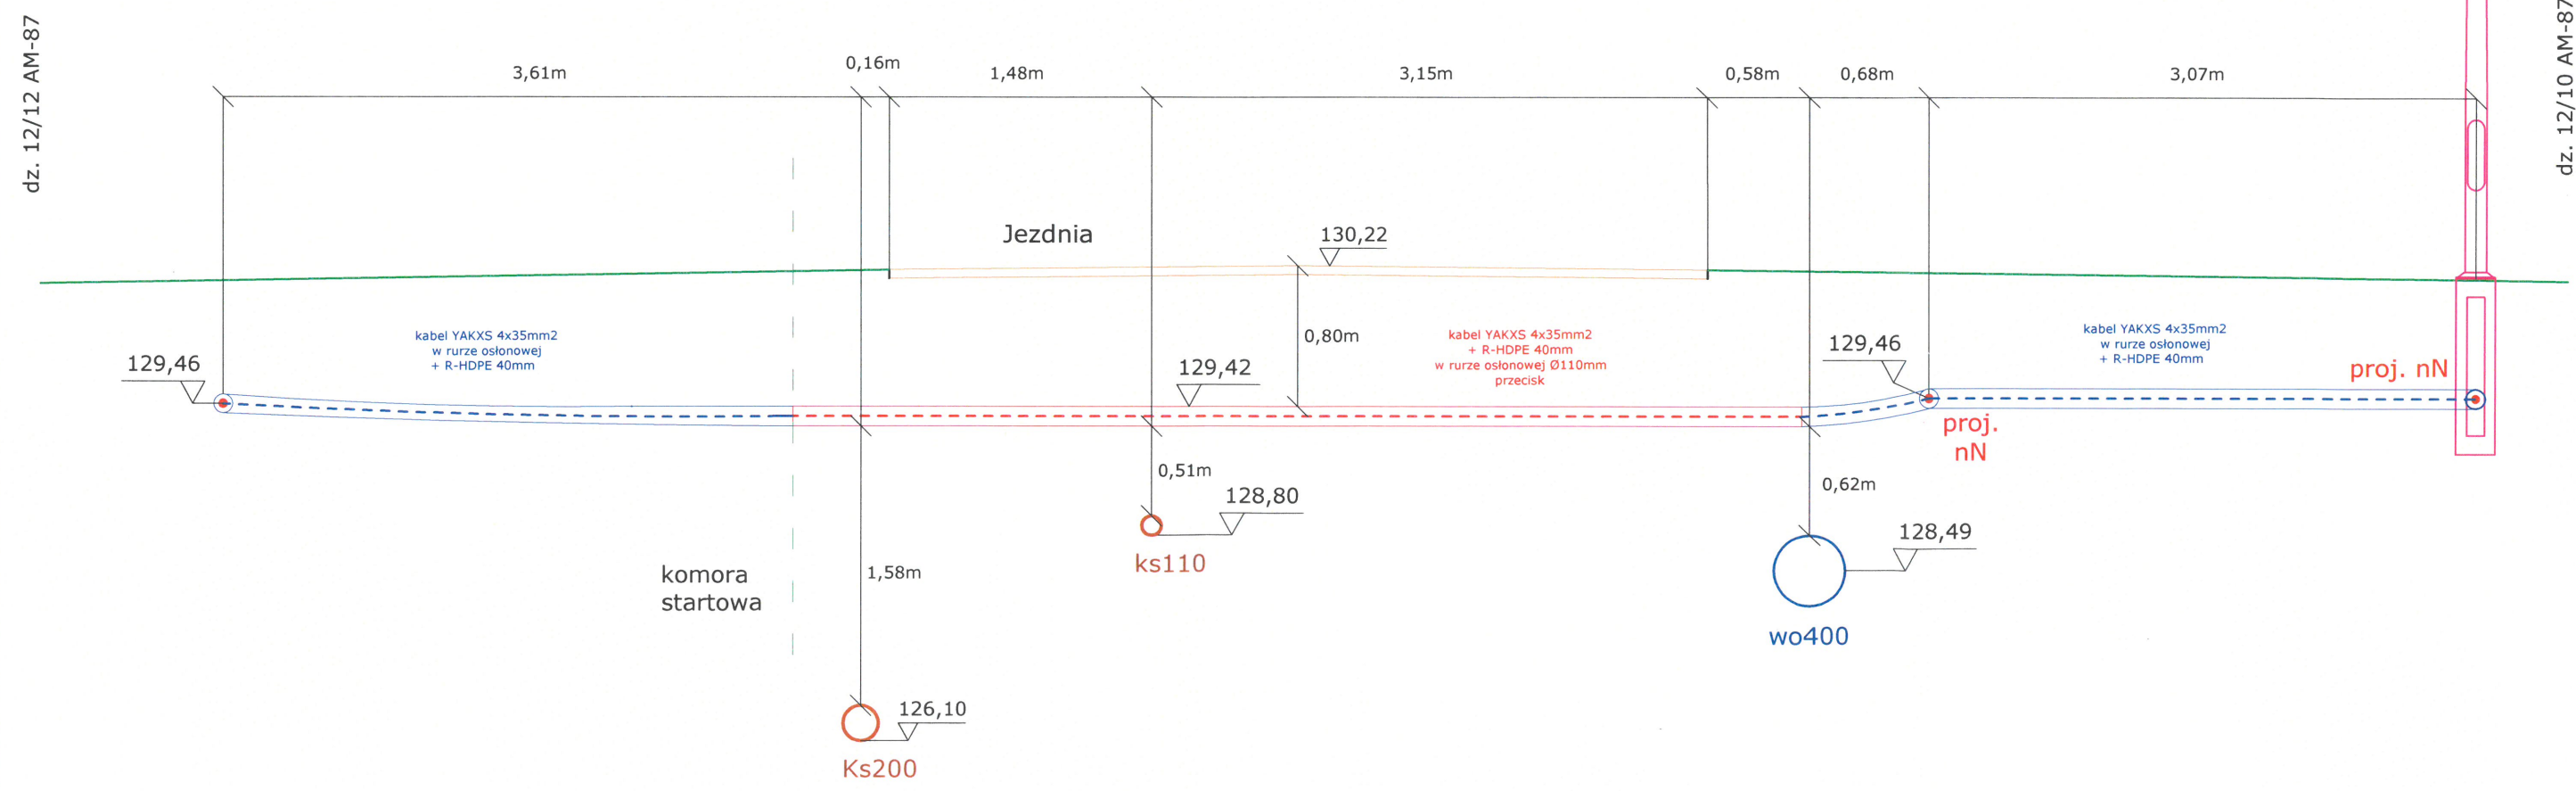 dz. 12/12 AM-87
dz. 12/10 AM-87
3,61m
0,16m
1,48m
3,15m
0,58m
0,68m
3,07m
Jezdnia
130,22
kabel YAKXS 4x35mm2
w rurze osłonowej
+ R-HDPE 40mm
129,46
0,80m
129,42
kabel YAKXS 4x35mm2
+ R-HDPE 40mm
w rurze osłonowej Ø110mm
przecisk
129,46
kabel YAKXS 4x35mm2
w rurze osłonowej
+ R-HDPE 40mm
proj. nN
proj.
nN
0,51m
128,80
ks110
0,62m
128,49
wo400
komora
startowa
1,58m
126,10
Ks200